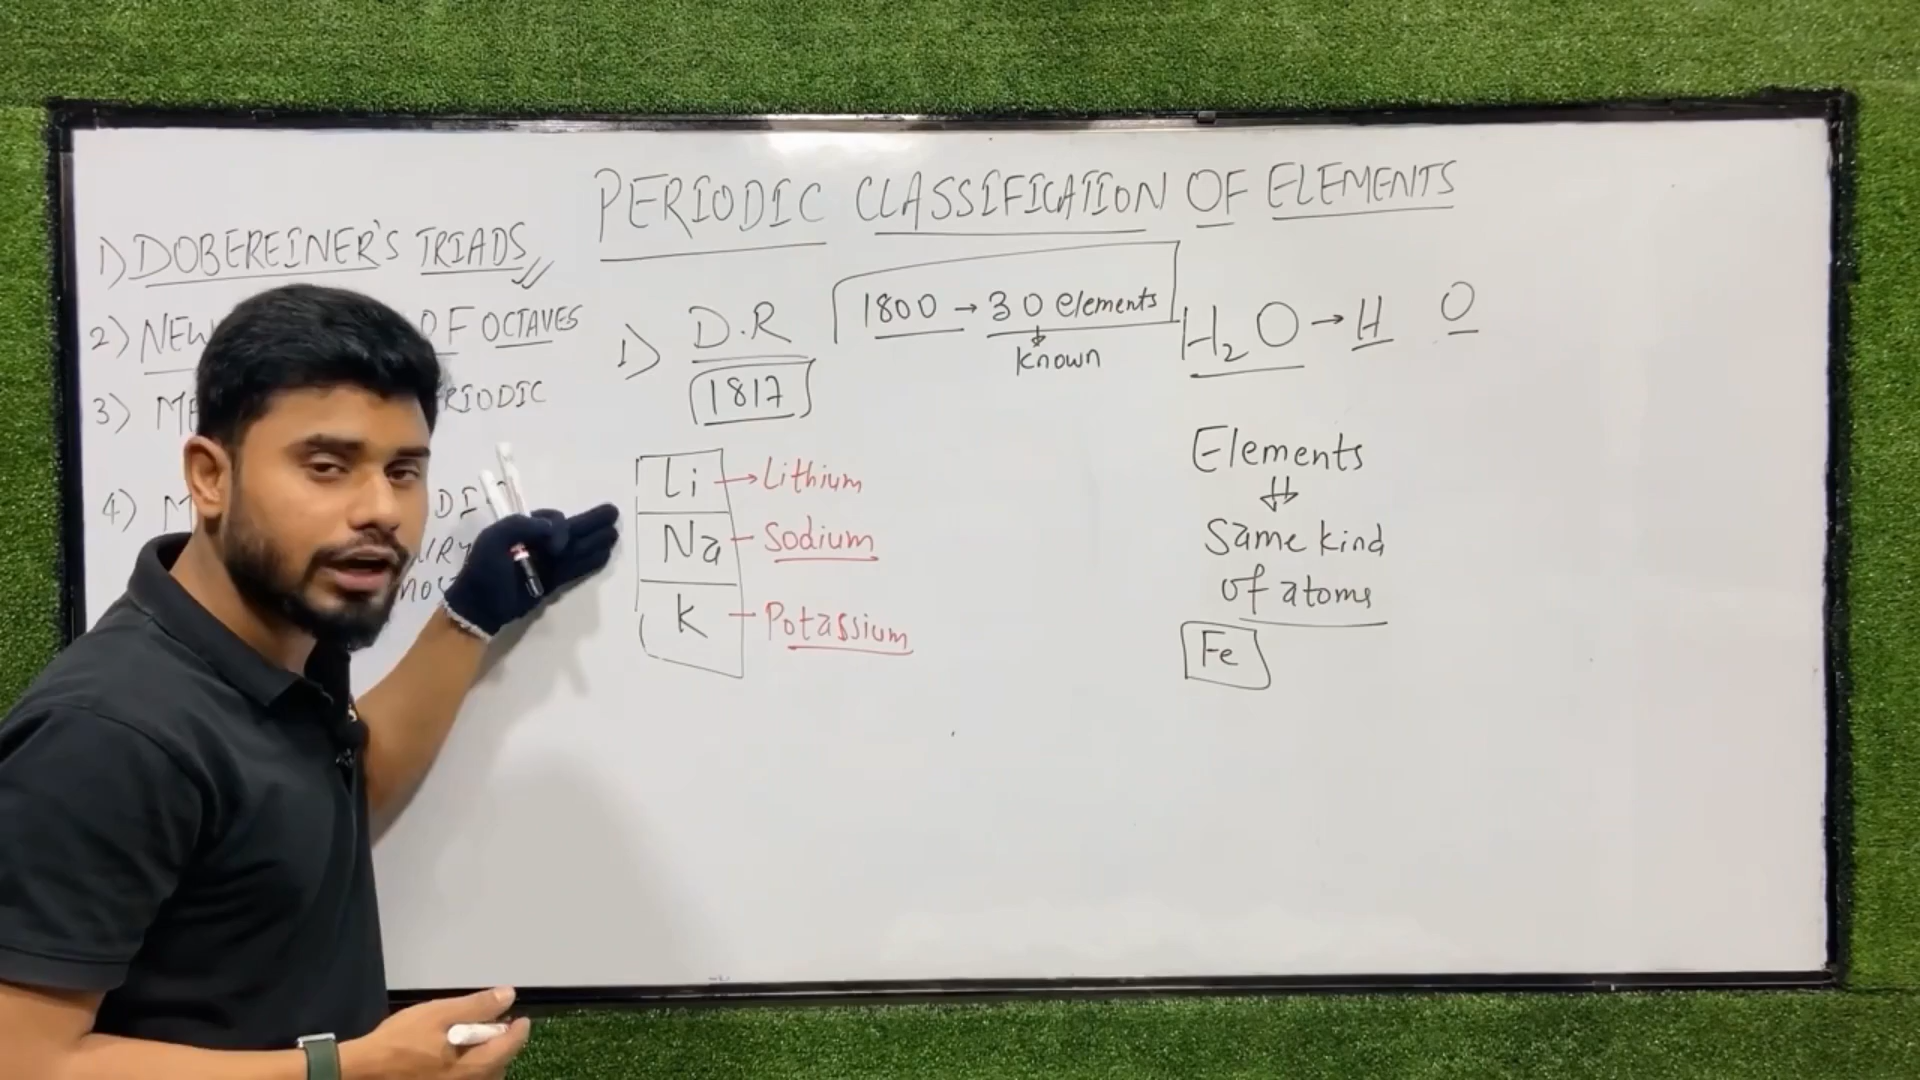 PERIODIC CLASSIFICATION OF ELEMENTS
1) DOBEREINER'S TRIADS
2) NEW OF OCTAVES
3) RIODIC
4) M
1) D.R
1817
1800 → 30 elements
known
H₂O → H O
Li → Lithium
Na - Sodium
K - Potassium
Elements
Same kind
of atoms
Fe